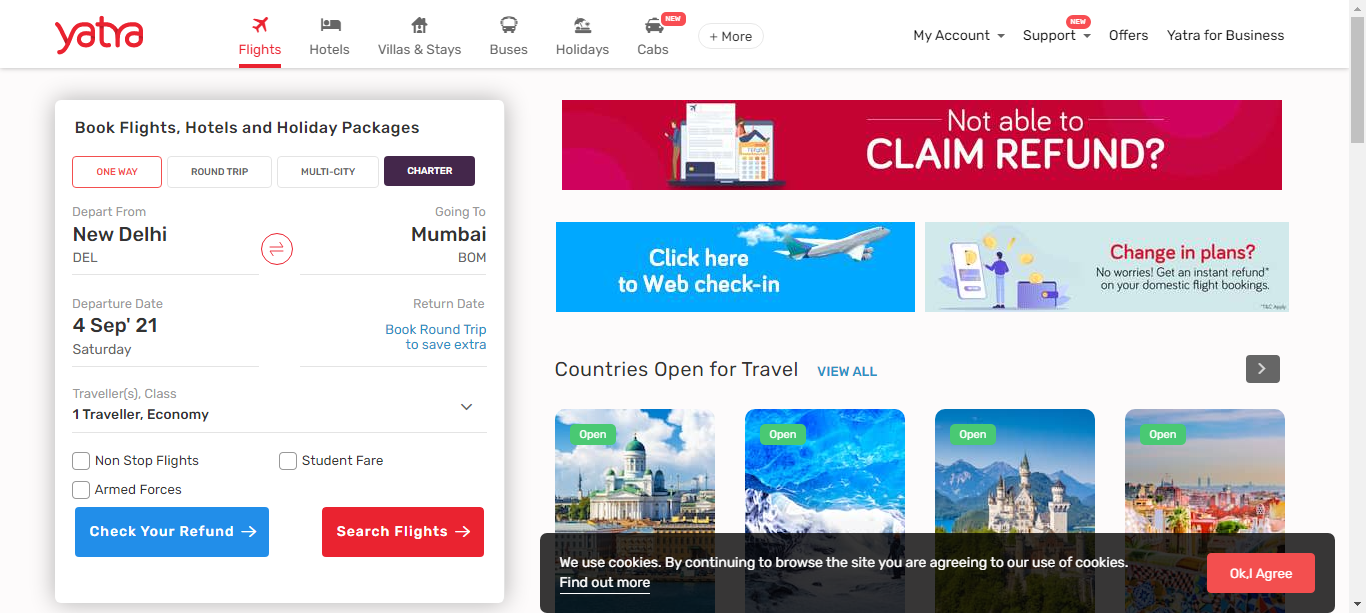 yatra
Flights
Hotels
Villas & Stays
Buses
Holidays
Cabs
NEW
+ More
My Account
Support
NEW
Offers
Yatra for Business
Book Flights, Hotels and Holiday Packages
ONE WAY
ROUND TRIP
MULTI-CITY
CHARTER
Depart From
New Delhi
DEL
Going To
Mumbai
BOM
Departure Date
4 Sep' 21
Saturday
Return Date
Book Round Trip
to save extra
Traveller(s), Class
1 Traveller, Economy
Non Stop Flights
Student Fare
Armed Forces
Check Your Refund
Search Flights
Not able to
CLAIM REFUND?
Click here
to Web check-in
Change in plans?
No worries! Get an instant refund*
on your domestic flight bookings.
*T&C Apply
Countries Open for Travel
VIEW ALL
Open
Open
Open
Open
We use cookies. By continuing to browse the site you are agreeing to our use of cookies.
Find out more
Ok,I Agree